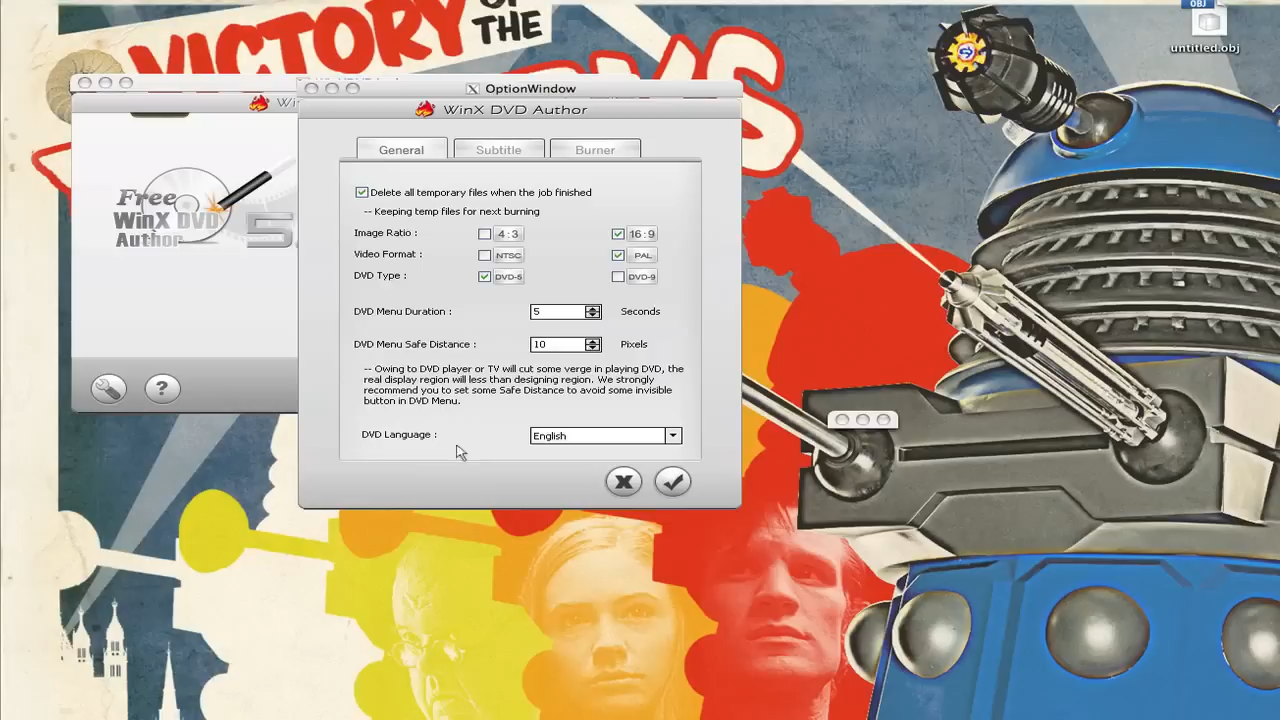 VICTORY
OF
THE
OBJ
untitled.obj
OptionWindow
WinX DVD Author
General
Subtitle
Burner
Delete all temporary files when the job finished
-- Keeping temp files for next burning
Image Ratio :
4 : 3
16 : 9
Video Format :
NTSC
PAL
DVD Type :
DVD-5
DVD-9
DVD Menu Duration :
5
Seconds
DVD Menu Safe Distance :
10
Pixels
-- Owing to DVD player or TV will cut some verge in playing DVD, the
real display region will less than designing region. We strongly
recommend you to set some Safe Distance to avoid some invisible
button in DVD Menu.
DVD Language :
English
Free
WinX DVD
Author
5
?